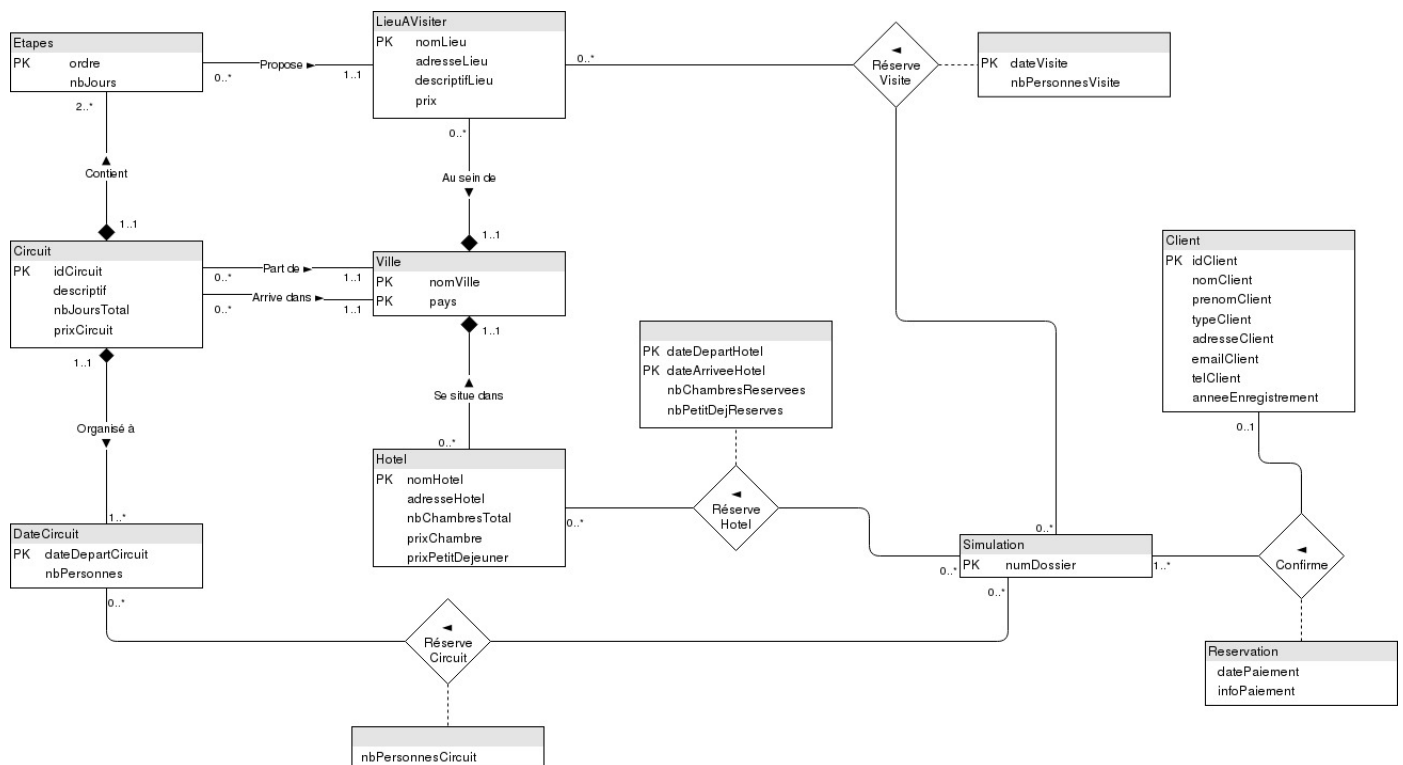 Etapes
PK ordre
nbJours
0..*
Propose ►
1..1
LieuAVisiter
PK nomLieu
adresseLieu
descriptifLieu
prix
0..*
◄
Réserve
Visite
PK dateVisite
nbPersonnesVisite
2..*
▲
Contient
1..1
0..*
Au sein de
▼
1..1
Circuit
PK idCircuit
descriptif
nbJoursTotal
prixCircuit
0..*
Part de ►
1..1
0..*
Arrive dans ►
1..1
Ville
PK nomVille
PK pays
Client
PK idClient
nomClient
prenomClient
typeClient
adresseClient
emailClient
telClient
anneeEnregistrement
1..1
Organisé à
▼
1..*
1..1
▲
Se situe dans
0..*
PK dateDepartHotel
PK dateArriveeHotel
nbChambresReservees
nbPetitDejReserves
Hotel
PK nomHotel
adresseHotel
nbChambresTotal
prixChambre
prixPetitDejeuner
0..*
◄
Réserve
Hotel
0..*
0..*
0..*
Simulation
PK numDossier
1..*
0..1
◄
Confirme
DateCircuit
PK dateDepartCircuit
nbPersonnes
0..*
◄
Réserve
Circuit
Reservation
datePaiement
infoPaiement
nbPersonnesCircuit